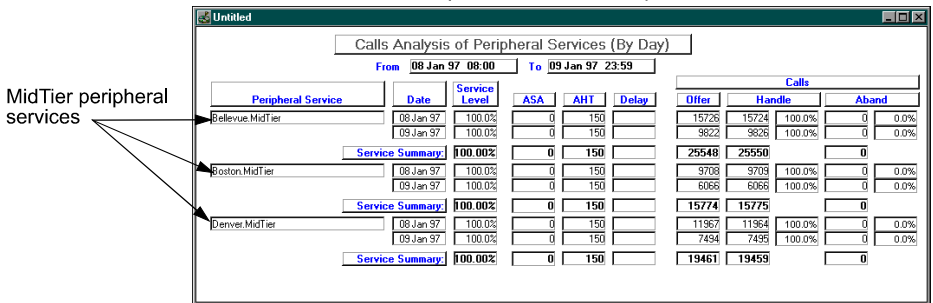 Untitled
Calls Analysis of Peripheral Services (By Day)
From 08 Jan 97 08:00 To 09 Jan 97 23:59
Calls
Peripheral Service Date Service Level ASA AHT Delay Offer Handle Aband
MidTier peripheral services
Bellevue.MidTier 08 Jan 97 100.0% 0 150 15726 15724 100.0% 0 0.0%
09 Jan 97 100.0% 0 150 9822 9826 100.0% 0 0.0%
Service Summary: 100.00% 0 150 25548 25550 0
Boston.MidTier 08 Jan 97 100.0% 0 150 9708 9709 100.0% 0 0.0%
09 Jan 97 100.0% 0 150 6066 6066 100.0% 0 0.0%
Service Summary: 100.00% 0 150 15774 15775 0
Denver.MidTier 08 Jan 97 100.0% 0 150 11967 11964 100.0% 0 0.0%
09 Jan 97 100.0% 0 150 7494 7495 100.0% 0 0.0%
Service Summary: 100.00% 0 150 19461 19459 0